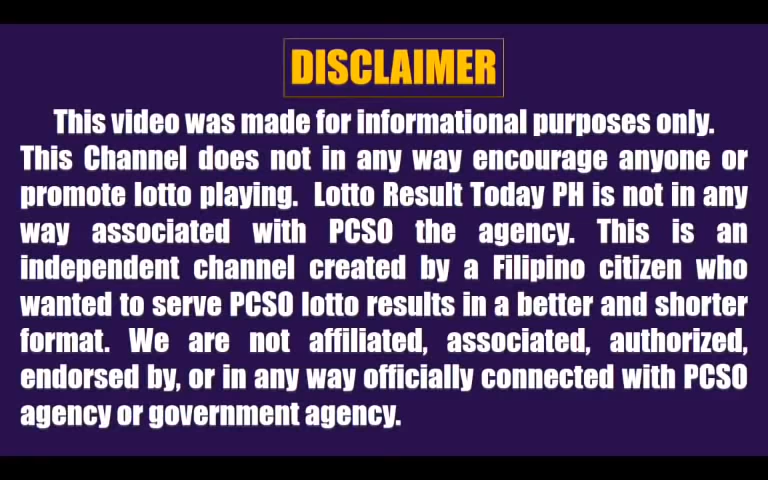 DISCLAIMER
This video was made for informational purposes only.
This Channel does not in any way encourage anyone or
promote lotto playing. Lotto Result Today PH is not in any
way associated with PCSO the agency. This is an
independent channel created by a Filipino citizen who
wanted to serve PCSO lotto results in a better and shorter
format. We are not affiliated, associated, authorized,
endorsed by, or in any way officially connected with PCSO
agency or government agency.